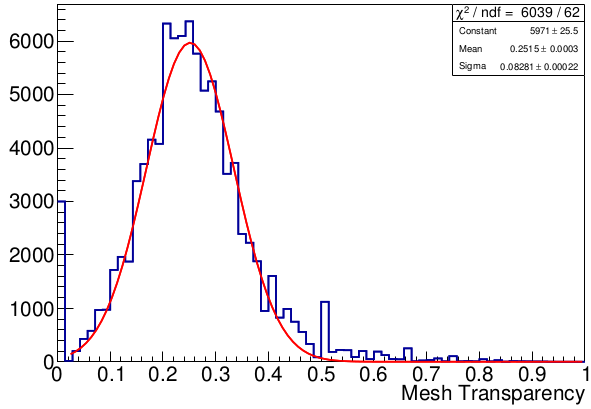 χ² / ndf = 6039 / 62
Constant 5971 ± 25.5
Mean 0.2515 ± 0.0003
Sigma 0.08281 ± 0.00022
6000
5000
4000
3000
2000
1000
0
0 0.1 0.2 0.3 0.4 0.5 0.6 0.7 0.8 0.9 1
Mesh Transparency